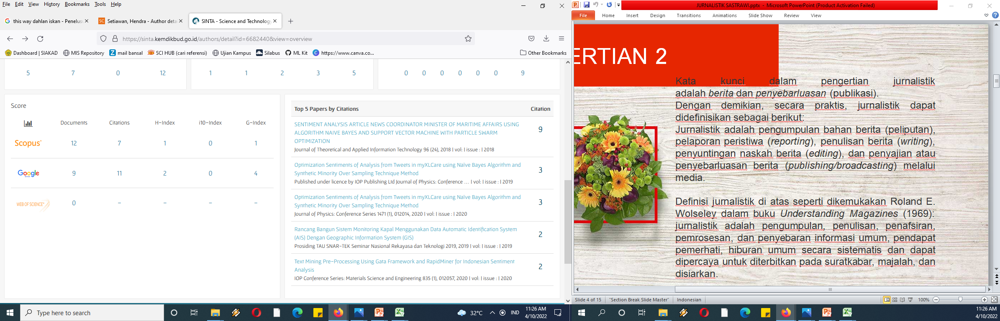 File Edit View History Bookmarks Tools Help
this way dahlan iskan - Penelus
Setiawan, Hendra - Author deta
SINTA - Science and Technology
https://sinta.kemdikbud.go.id/authors/detail?id=6682440&view=overview
Dashboard | SIAKAD MIS Repository mail bansal SCI HUB (cari referensi) Ujian Kampus Silabus ML Kit https://www.canva.co... Other Bookmarks
5 7 0 12 1 1 2 3 5 0 0 0 0 0 0 9
Score
Documents Citations H-Index i10-Index G-Index
Scopus 12 7 1 0 1
Google 9 11 2 0 4
WEB OF SCIENCE 0 - - - -
Top 5 Papers by Citations Citation
SENTIMENT ANALYSIS ARTICLE NEWS COORDINATOR MINISTER OF MARITIME AFFAIRS USING
ALGORITHM NAIVE BAYES AND SUPPORT VECTOR MACHINE WITH PARTICLE SWARM
OPTIMIZATION
9
Journal of Theoretical and Applied Information Technology 96 (24), 2018 | vol: | issue : | 2018
Optimization Sentiments of Analysis from Tweets in myXLCare using Naïve Bayes Algorithm and
Synthetic Minority Over Sampling Technique Method
3
Published under licence by IOP Publishing Ltd Journal of Physics: Conference ... | vol: | issue : | 2019
Optimization Sentiments of Analysis from Tweets in myXLCare using Naïve Bayes Algorithm and
Synthetic Minority Over Sampling Technique Method
3
Journal of Physics: Conference Series 1471 (1), 012014, 2020 | vol: | issue : | 2020
Rancang Bangun Sistem Monitoring Kapal Menggunakan Data Automatic Identification System
(AIS) Dengan Geographic Information System (GIS)
2
Prosiding TAU SNAR-TEK Seminar Nasional Rekayasa dan Teknologi 2019, 2019 | vol: | issue : | 2019
Text Mining Pre-Processing Using Gata Framework and RapidMiner for Indonesian Sentiment
Analysis
2
IOP Conference Series: Materials Science and Engineering 835 (1), 012057, 2020 | vol: | issue : | 2020
Type here to search
32°C IND 11:26 AM
4/10/2022
JURNALISTIK SASTRAWI.pptx - Microsoft PowerPoint (Product Activation Failed)
File Home Insert Design Transitions Animations Slide Show Review View
ERTIAN 2
Kata kunci dalam pengertian jurnalistik
adalah berita dan penyebarluasan (publikasi).
Dengan demikian, secara praktis, jurnalistik dapat
didefinisikan sebagai berikut:
Jurnalistik adalah pengumpulan bahan berita (peliputan),
pelaporan peristiwa (reporting), penulisan berita (writing),
penyuntingan naskah berita (editing), dan penyajian atau
penyebarluasan berita (publishing/broadcasting) melalui
media.
Definisi jurnalistik di atas seperti dikemukakan Roland E.
Wolseley dalam buku Understanding Magazines (1969):
jurnalistik adalah pengumpulan, penulisan, penafsiran,
pemrosesan, dan penyebaran informasi umum, pendapat
pemerhati, hiburan umum secara sistematis dan dapat
dipercaya untuk diterbitkan pada suratkabar, majalah, dan
disiarkan.
Slide 4 of 15 "Section Break Slide Master" Indonesian 100%
11:26 AM
4/10/2022